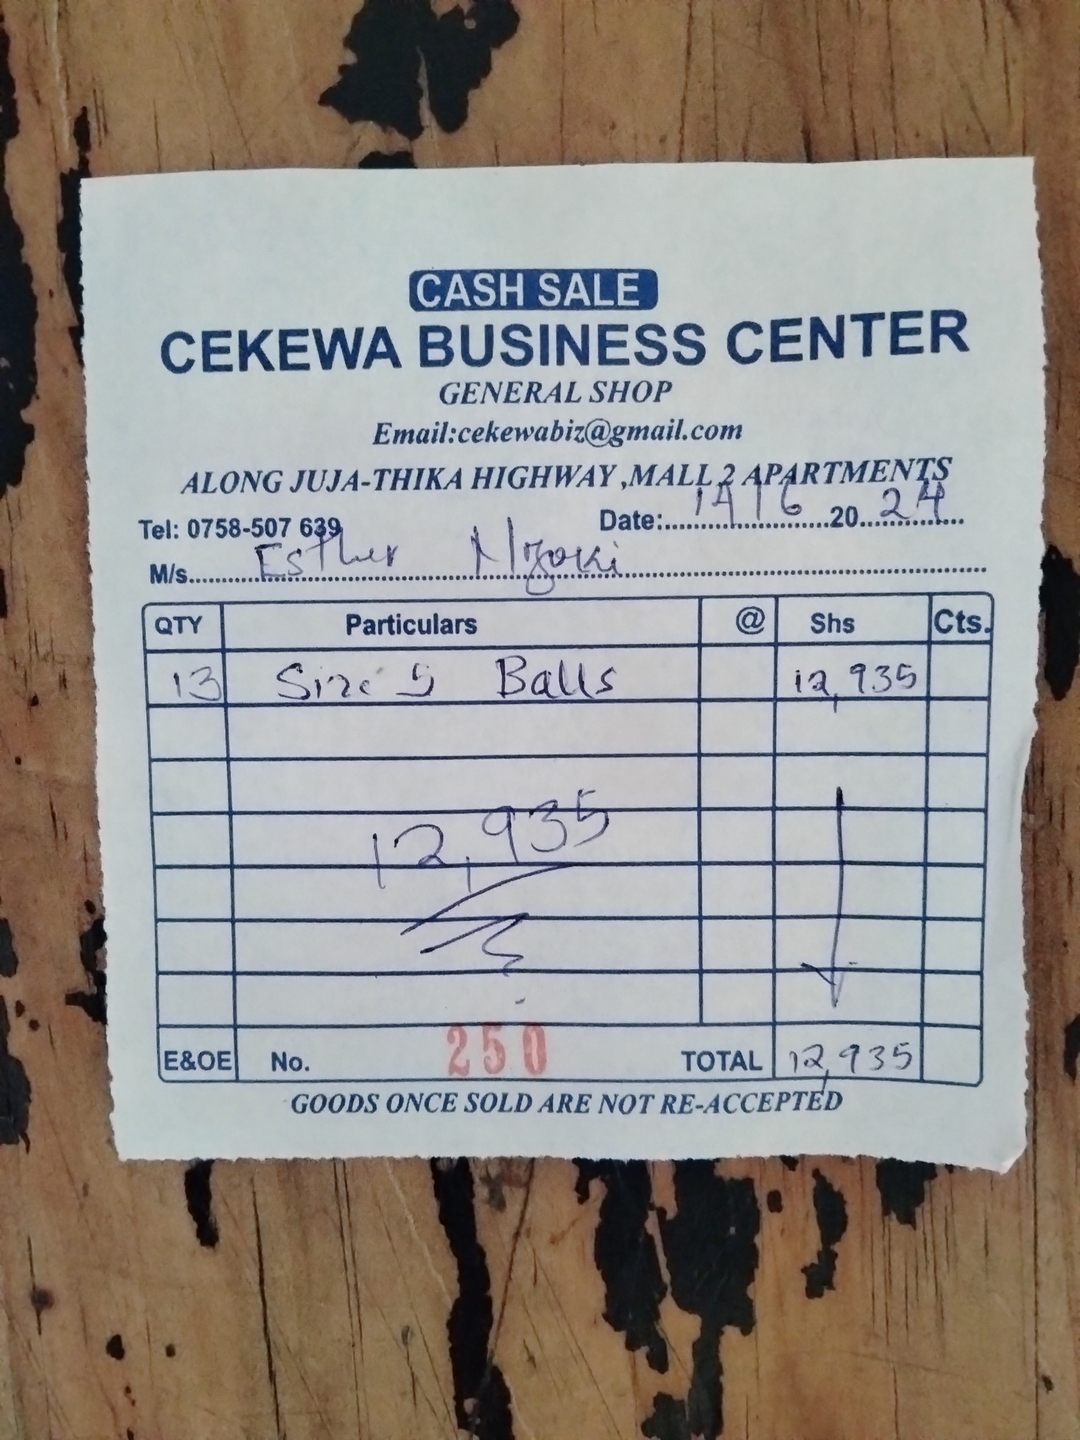 CASH SALE
CEKEWA BUSINESS CENTER
GENERAL SHOP
Email:cekewabiz@gmail.com
ALONG JUJA-THIKA HIGHWAY ,MALL 2 APARTMENTS
Tel: 0758-507 639 Date: 14/6 20 24
M/s. Esther Njoki
QTY Particulars @ Shs Cts.
13 Size 5 Balls 12,935
12,935
E&OE No. 250 TOTAL 12,935
GOODS ONCE SOLD ARE NOT RE-ACCEPTED